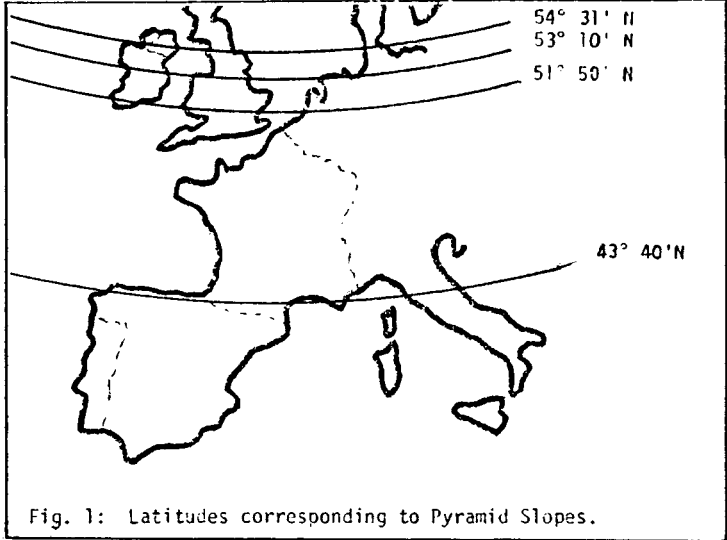 54° 31' N
53° 10' N
51° 50' N
43° 40'N
Fig. 1: Latitudes corresponding to Pyramid Slopes.